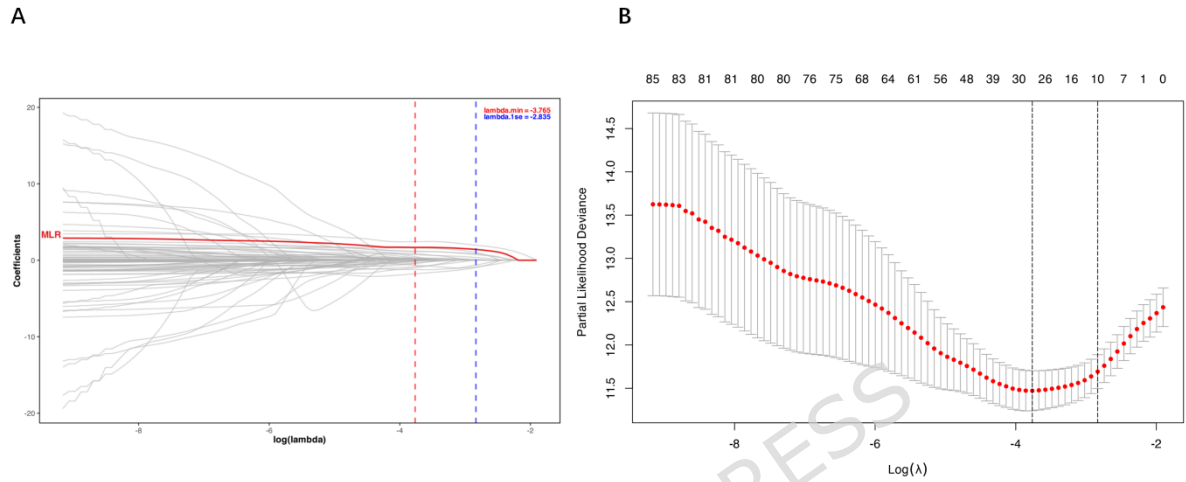 A
B
85 83 81 81 80 80 76 75 68 64 61 56 48 39 30 26 16 10 7 1 0
lambda.min = -3.765
lambda.1se = -2.835
MLR
Coefficients
20
10
0
-10
-20
-8 -6 -4 -2
log(lambda)
Partial Likelihood Deviance
14.5
14.0
13.5
13.0
12.5
12.0
11.5
-8 -6 -4 -2
Log(λ)
RESS